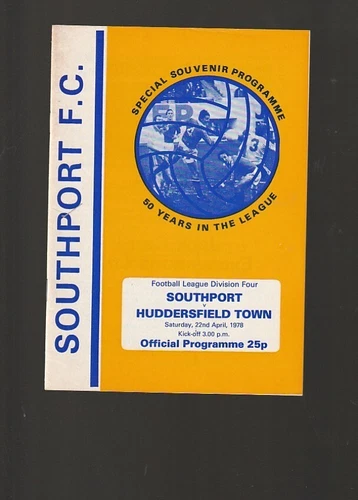 SOUTHPORT F.C.
SPECIAL SOUVENIR PROGRAMME
3
50 YEARS IN THE LEAGUE
Football League Division Four
SOUTHPORT
v
HUDDERSFIELD TOWN
Saturday, 22nd April, 1978
Kick-off 3.00 p.m.
Official Programme 25p